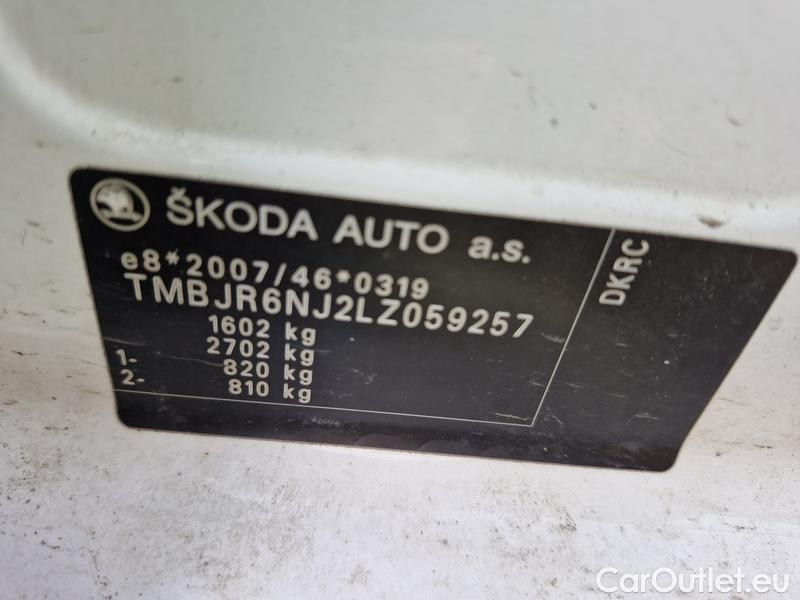 ŠKODA AUTO a.s.
e8*2007/46*0319
TMBJR6NJ2LZ059257
1602 kg
2702 kg
1- 820 kg
2- 810 kg
DKRC
CarOutlet.eu